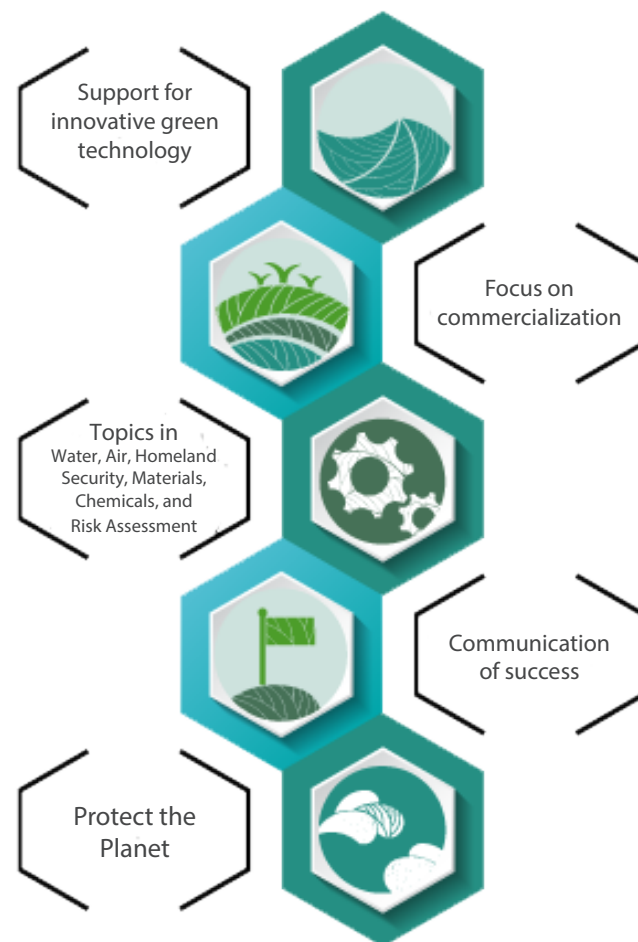 Support for
innovative green
technology
Focus on
commercialization
Topics in
Water, Air, Homeland
Security, Materials,
Chemicals, and
Risk Assessment
Communication
of success
Protect the
Planet